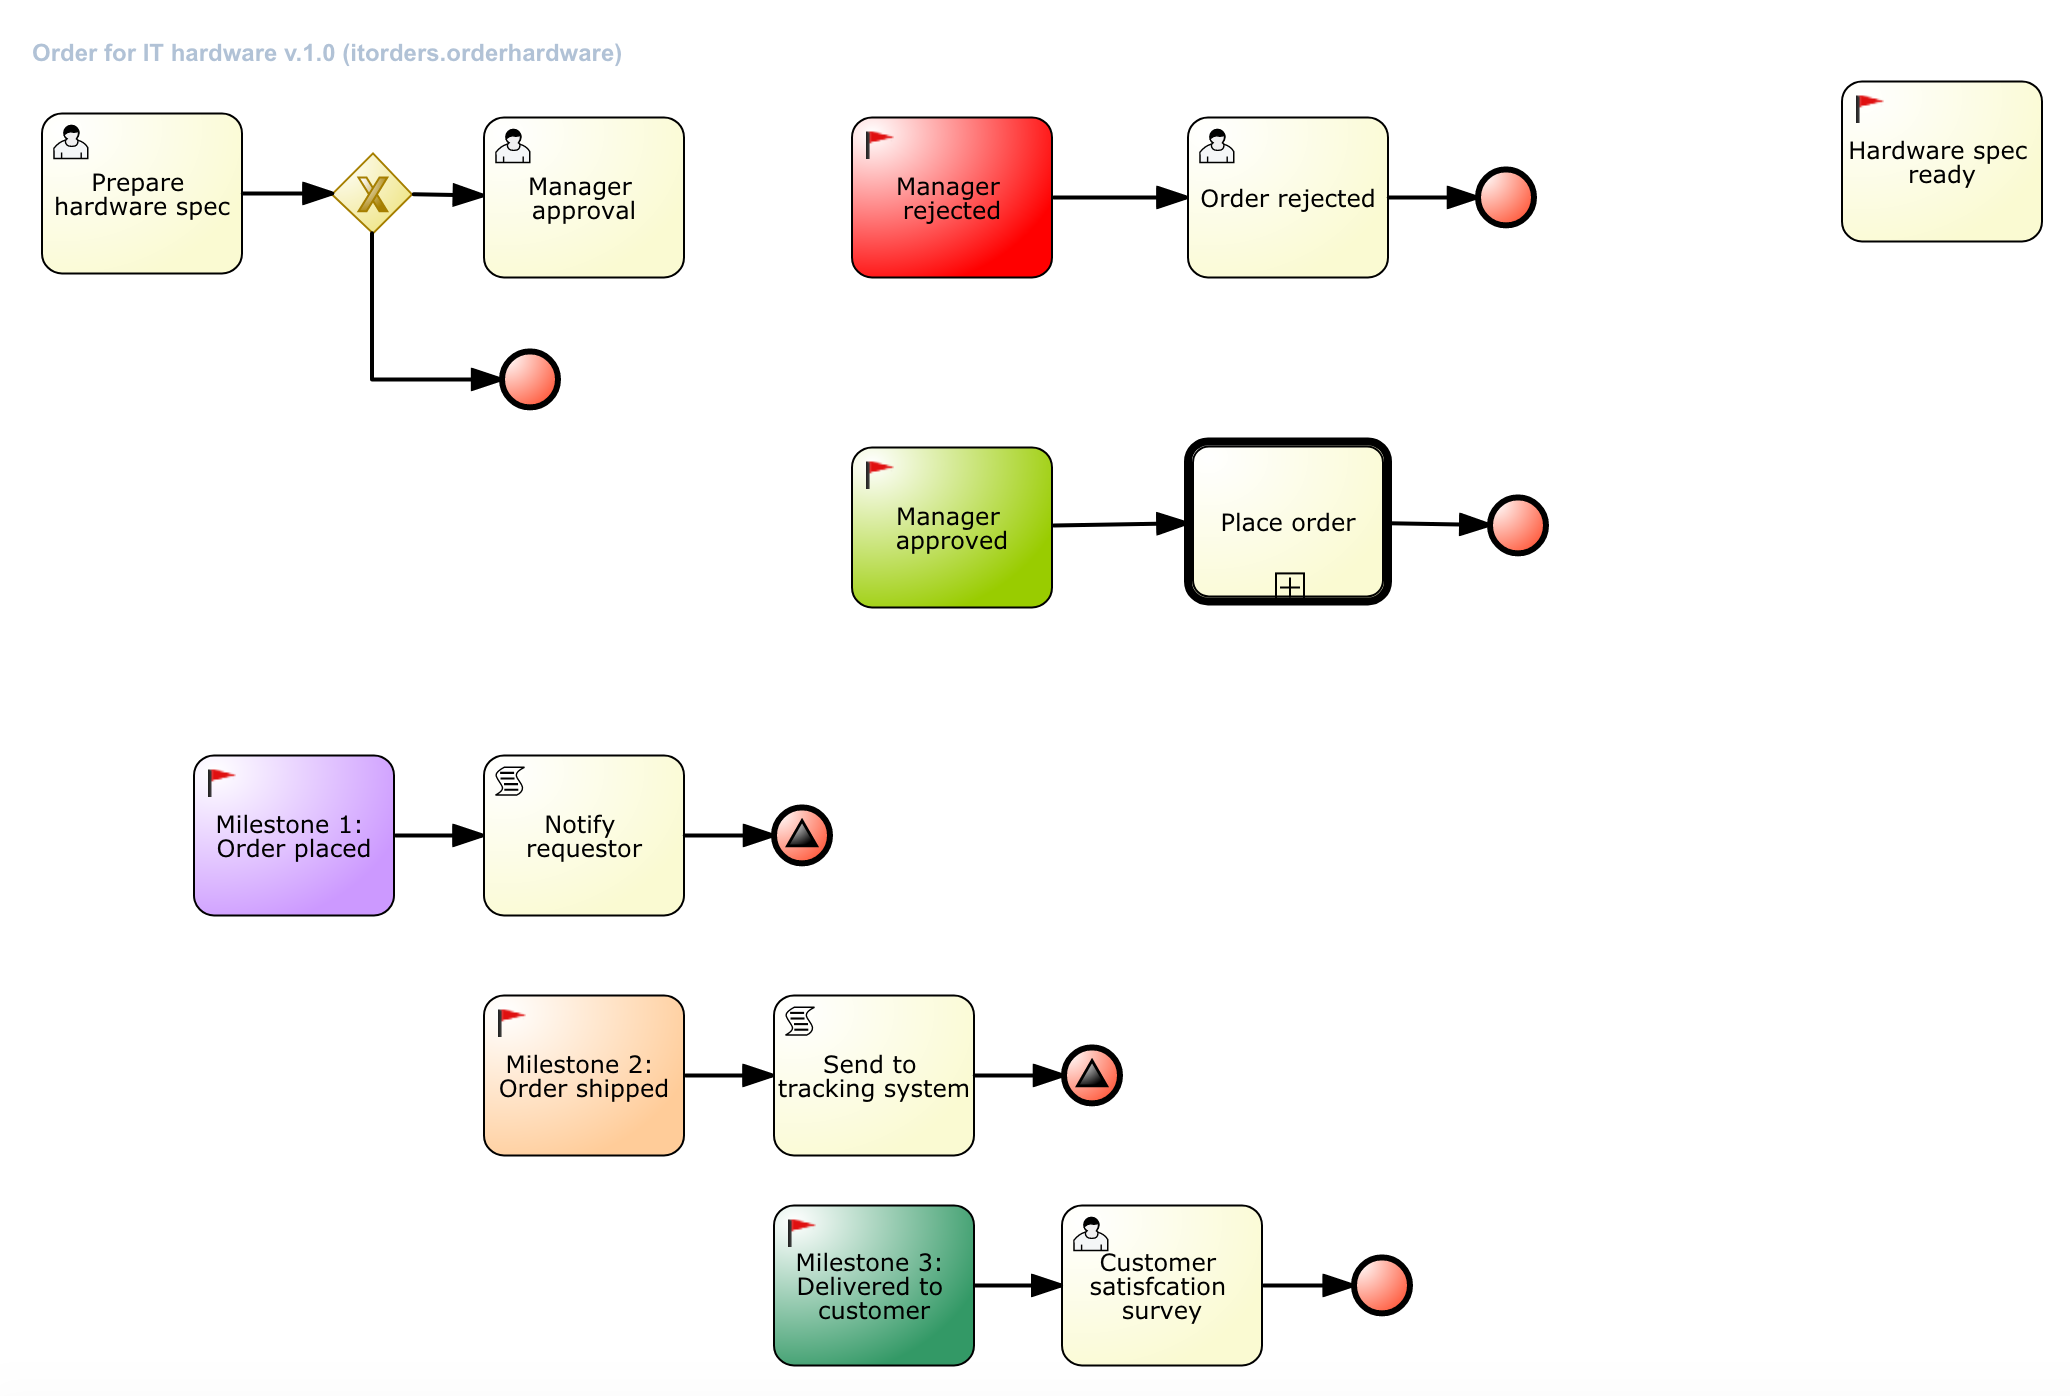 Order for IT hardware v.1.0 (itorders.orderhardware)
Prepare
hardware spec
Manager
approval
Manager
rejected
Order rejected
Hardware spec
ready
Manager
approved
Place order
Milestone 1:
Order placed
Notify
requestor
Milestone 2:
Order shipped
Send to
tracking system
Milestone 3:
Delivered to
customer
Customer
satisfcation
survey